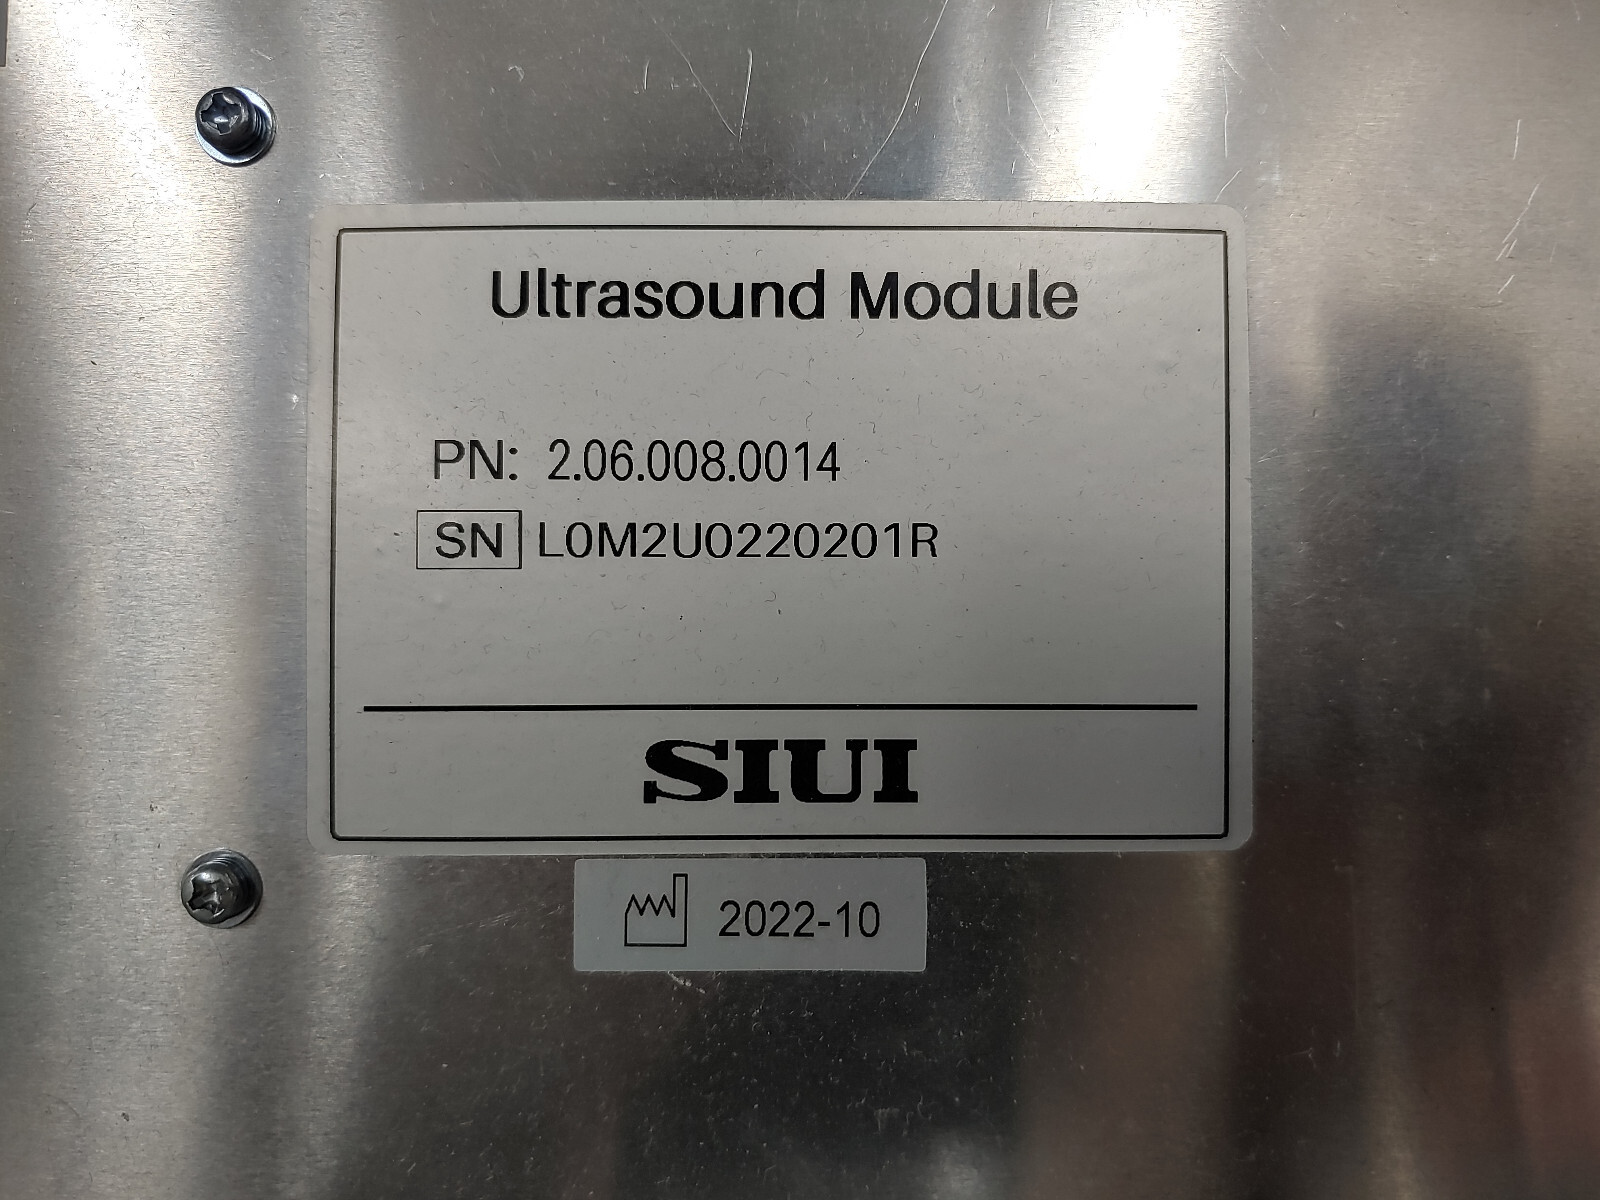 Ultrasound Module
PN: 2.06.008.0014
SN L0M2U0220201R
SIUI
2022-10